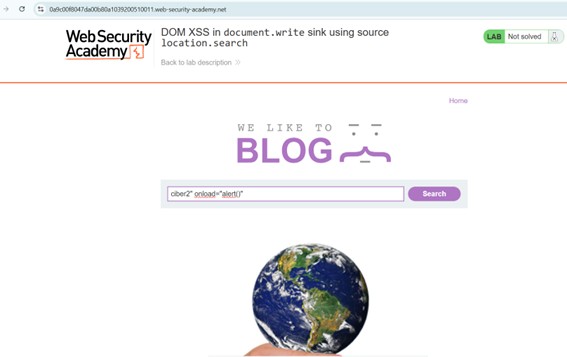 0a9c00f8047da00b80a1039200510011.web-security-academy.net
Web Security
Academy
DOM XSS in document.write sink using source
location.search
LAB Not solved
Back to lab description
Home
WE LIKE TO
BLOG
ciber2" onload="alert()"
Search